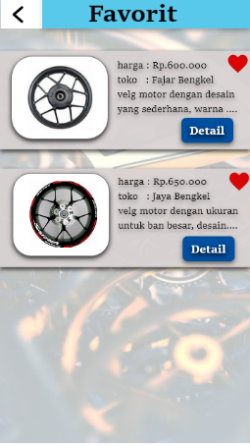 Favorit
harga : Rp.600.000
toko : Fajar Bengkel
velg motor dengan desain
yang sederhana, warna ....
Detail
harga : Rp.650.000
toko : Jaya Bengkel
velg motor dengan ukuran
untuk ban besar, desain....
Detail